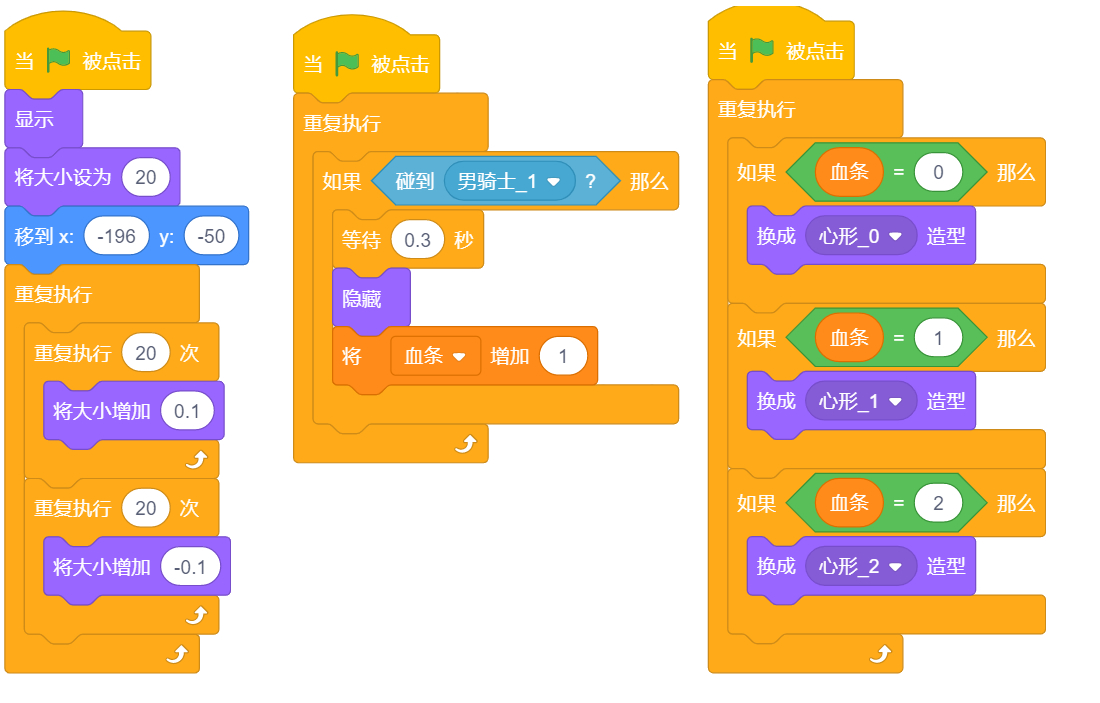 当 被点击
显示
将大小设为 20
移到 x: -196 y: -50
重复执行
重复执行 20 次
将大小增加 0.1
重复执行 20 次
将大小增加 -0.1
当 被点击
重复执行
如果 碰到 男骑士_1 ? 那么
等待 0.3 秒
隐藏
将 血条 增加 1
当 被点击
重复执行
如果 血条 = 0 那么
换成 心形_0 造型
如果 血条 = 1 那么
换成 心形_1 造型
如果 血条 = 2 那么
换成 心形_2 造型